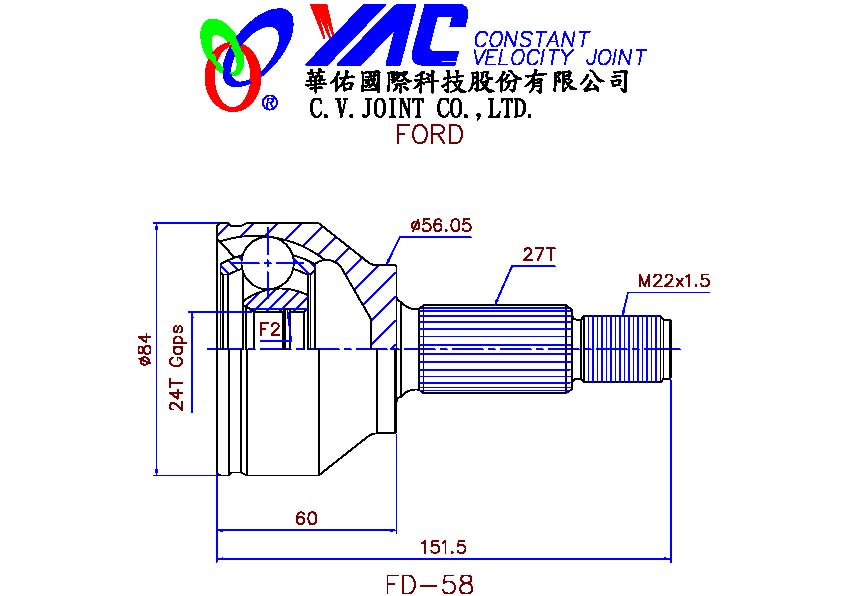 YAC CONSTANT
VELOCITY JOINT
®
華佑國際科技股份有限公司
C.V.JOINT CO.,LTD.
FORD
ø56.05
27T
M22x1.5
F2
ø84
24T Gaps
60
151.5
FD-58